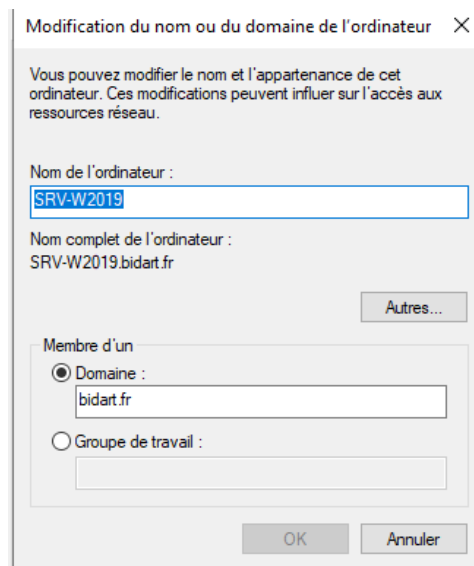 Modification du nom ou du domaine de l'ordinateur
Vous pouvez modifier le nom et l'appartenance de cet
ordinateur. Ces modifications peuvent influer sur l'accès aux
ressources réseau.
Nom de l'ordinateur :
SRV-W2019
Nom complet de l'ordinateur :
SRV-W2019.bidart.fr
Autres...
Membre d'un
Domaine :
bidart.fr
Groupe de travail :
OK
Annuler